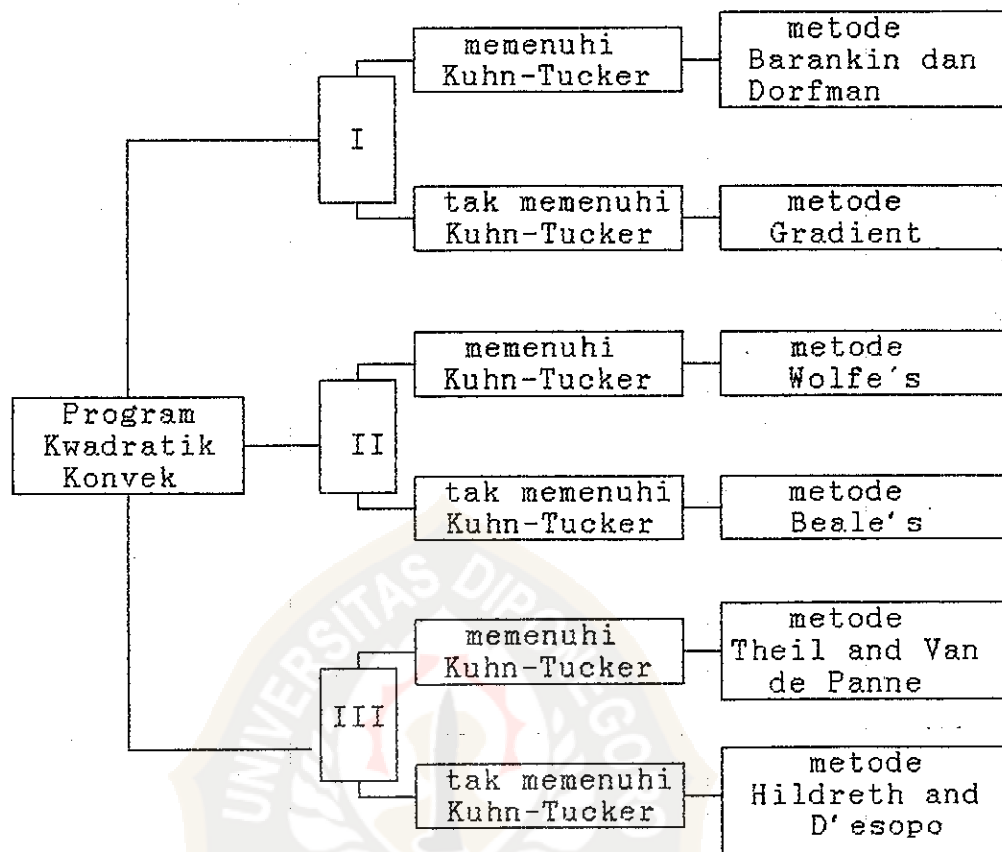 memenuhi
Kuhn-Tucker
metode
Barankin dan
Dorfman
I
tak memenuhi
Kuhn-Tucker
metode
Gradient
memenuhi
Kuhn-Tucker
metode
Wolfe's
Program
Kwadratik
Konvek
II
tak memenuhi
Kuhn-Tucker
metode
Beale's
memenuhi
Kuhn-Tucker
metode
Theil and Van
de Panne
III
tak memenuhi
Kuhn-Tucker
metode
Hildreth and
D'esopo
UNIVERSITAS DIPONEGORO